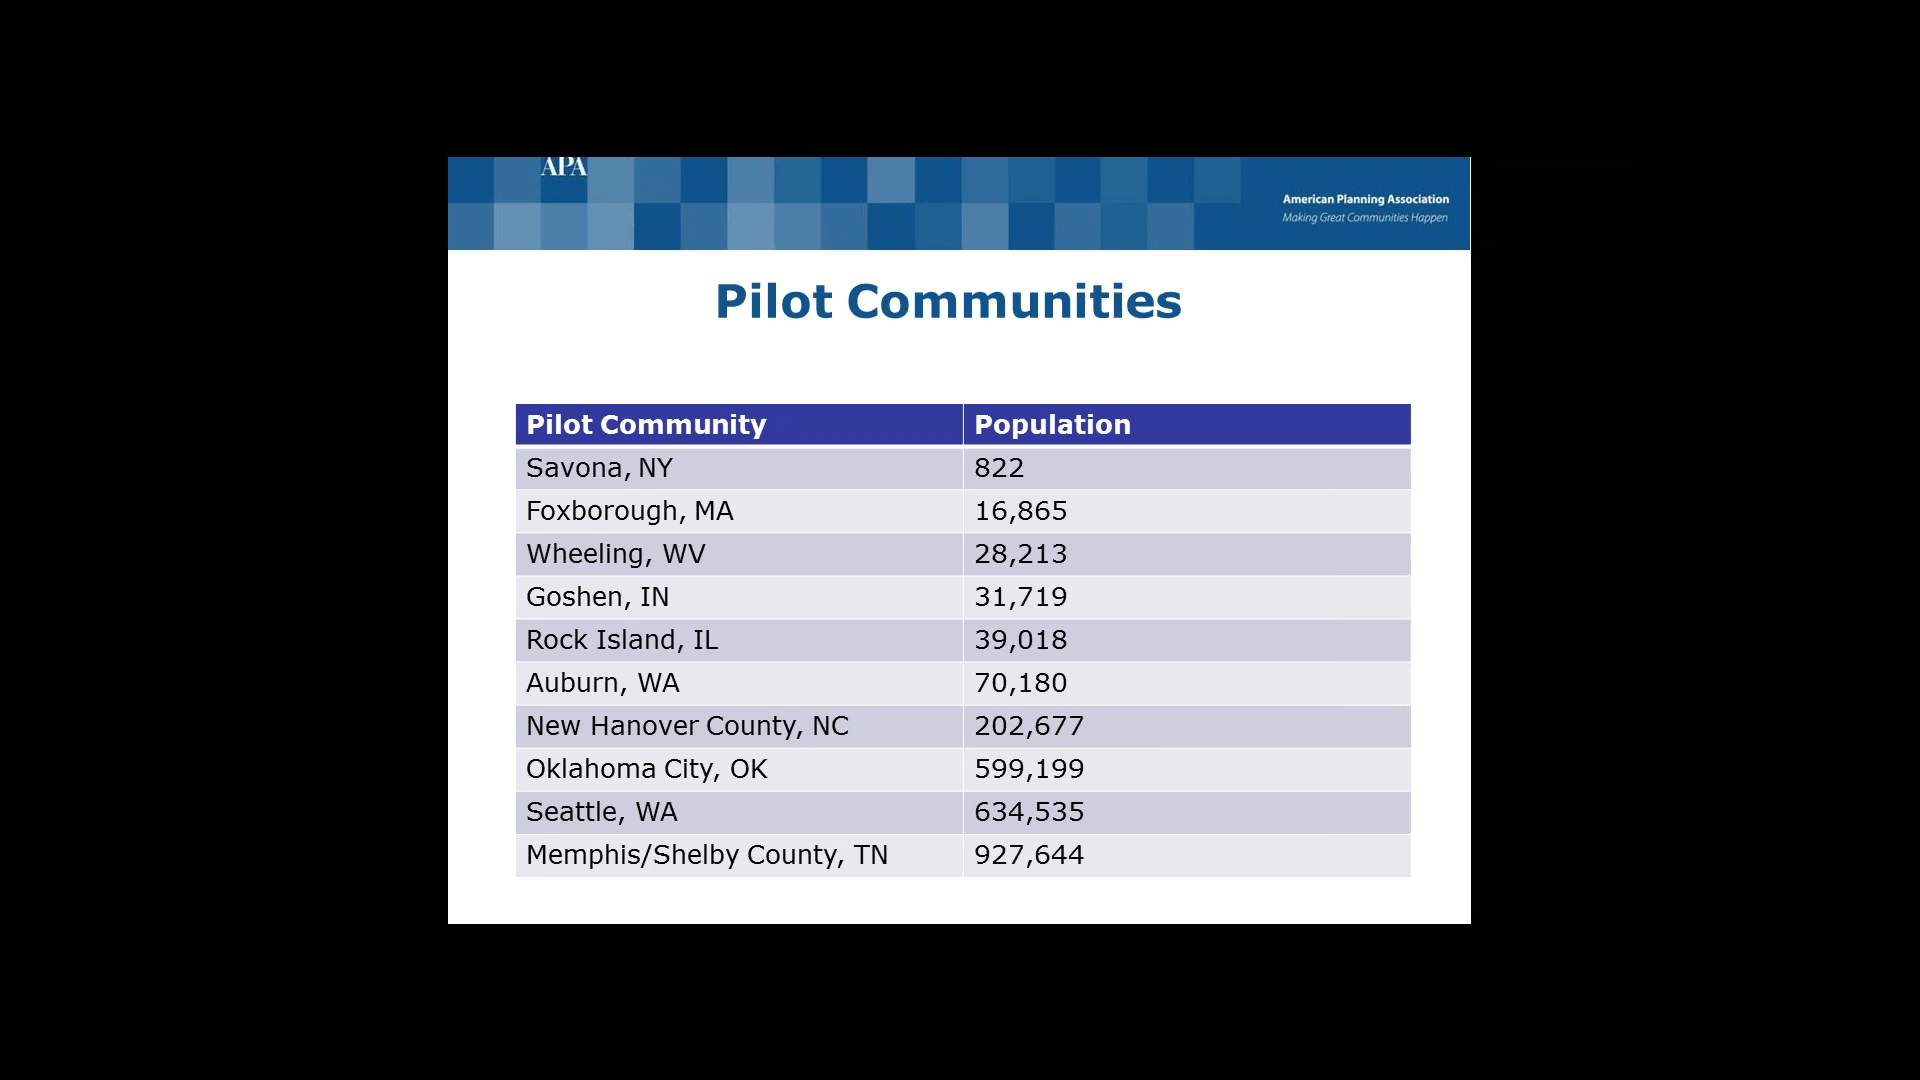 APA
American Planning Association
Making Great Communities Happen
Pilot Communities
Pilot Community Population
Savona, NY 822
Foxborough, MA 16,865
Wheeling, WV 28,213
Goshen, IN 31,719
Rock Island, IL 39,018
Auburn, WA 70,180
New Hanover County, NC 202,677
Oklahoma City, OK 599,199
Seattle, WA 634,535
Memphis/Shelby County, TN 927,644